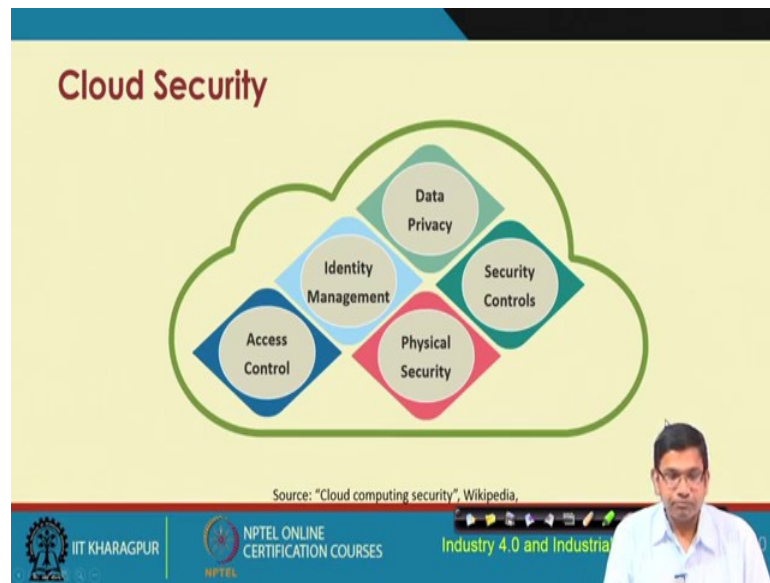 Cloud Security
Data
Privacy
Identity
Management
Security
Controls
Access
Control
Physical
Security
Source: "Cloud computing security", Wikipedia,
IIT KHARAGPUR
NPTEL
NPTEL ONLINE
CERTIFICATION COURSES
Industry 4.0 and Industrial